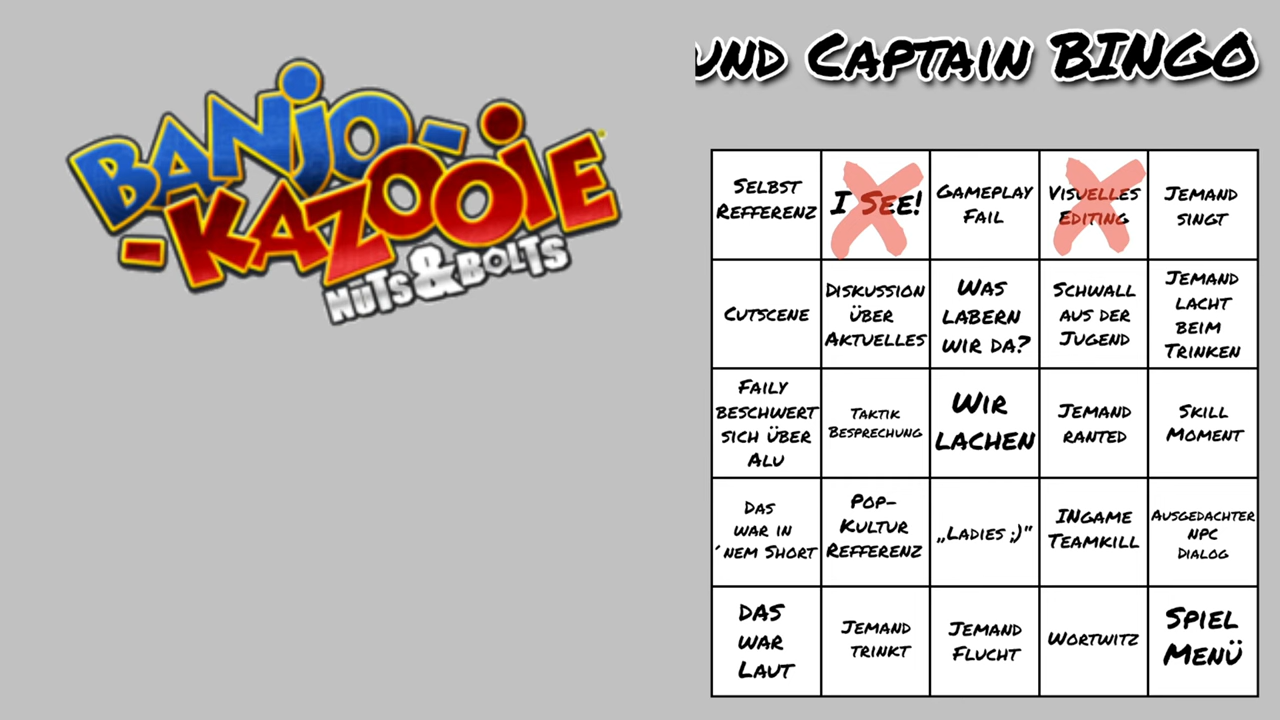 BANJO-
-KAZOOIE
NUTS&BOLTS
UND CAPTAIN BINGO
SELBST
REFFERENZ
I SEE!
GAMEPLAY
FAIL
VISUELLES
EDITING
JEMAND
SINGT
CUTSCENE
DISKUSSION
ÜBER
AKTUELLES
WAS
LABERN
WIR DA?
SCHWALL
AUS DER
JUGEND
JEMAND
LACHT
BEIM
TRINKEN
FAILY
BESCHWERT
SICH ÜBER
ALU
TAKTIK
BESPRECHUNG
WIR
LACHEN
JEMAND
RANTED
SKILL
MOMENT
DAS
WAR IN
´NEM SHORT
POP-
KULTUR
REFFERENZ
„LADIES ;)"
INGAME
TEAMKILL
AUSGEDACHTER
NPC
DIALOG
DAS
WAR
LAUT
JEMAND
TRINKT
JEMAND
FLUCHT
WORTWITZ
SPIEL
MENÜ